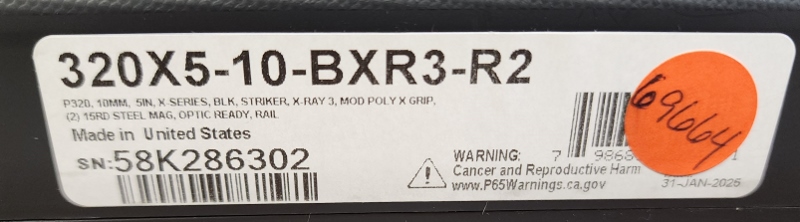 320X5-10-BXR3-R2
P320, 10MM, 5IN, X-SERIES, BLK, STRIKER, X-RAY 3, MOD POLY X GRIP,
(2) 15RD STEEL MAG, OPTIC READY, RAIL
Made in United States
SN:58K286302
WARNING:
Cancer and Reproductive Harm
www.P65Warnings.ca.gov
69664
31-JAN-2025